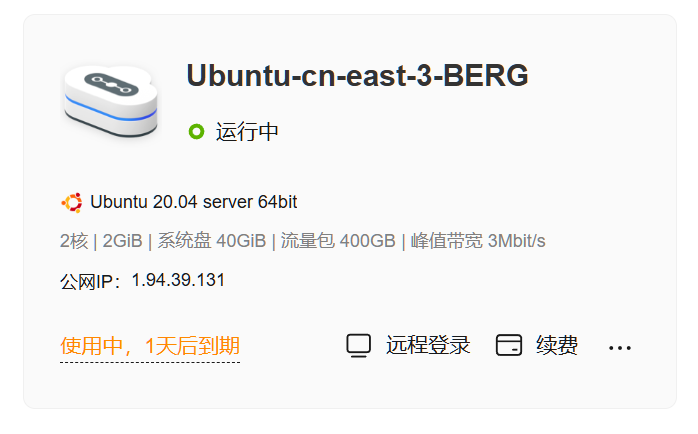 Ubuntu-cn-east-3-BERG
运行中
Ubuntu 20.04 server 64bit
2核 | 2GiB | 系统盘 40GiB | 流量包 400GB | 峰值带宽 3Mbit/s
公网IP：1.94.39.131
使用中，1天后到期 远程登录 续费 ...